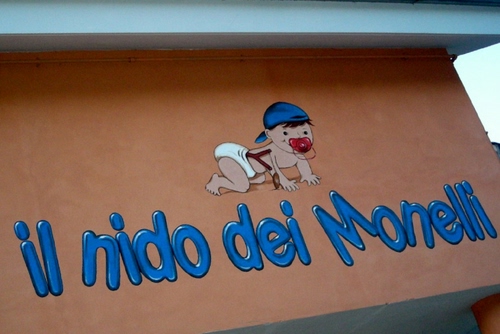 il nido dei Monelli